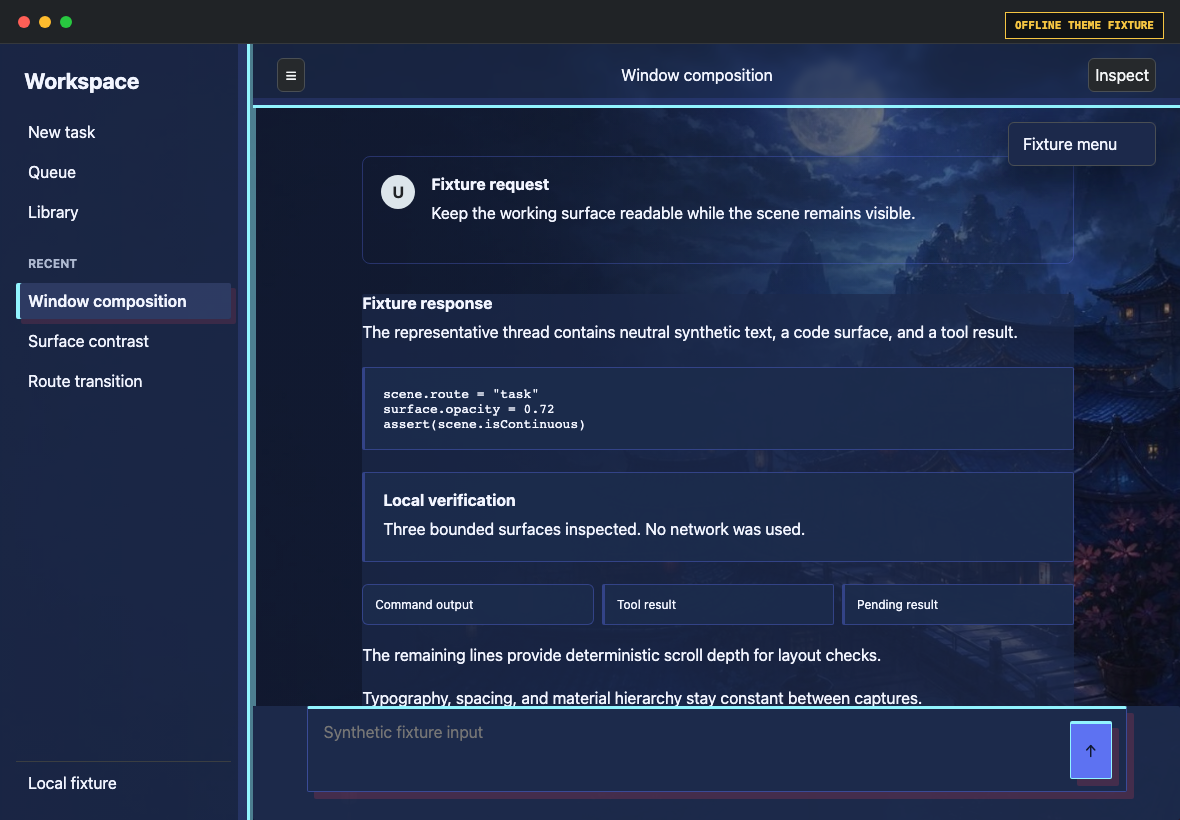 OFFLINE THEME FIXTURE
Workspace
New task
Queue
Library
RECENT
Window composition
Surface contrast
Route transition
Local fixture
Window composition
Inspect
Fixture menu
U
Fixture request
Keep the working surface readable while the scene remains visible.
Fixture response
The representative thread contains neutral synthetic text, a code surface, and a tool result.
scene.route = "task"
surface.opacity = 0.72
assert(scene.isContinuous)
Local verification
Three bounded surfaces inspected. No network was used.
Command output
Tool result
Pending result
The remaining lines provide deterministic scroll depth for layout checks.
Typography, spacing, and material hierarchy stay constant between captures.
Synthetic fixture input